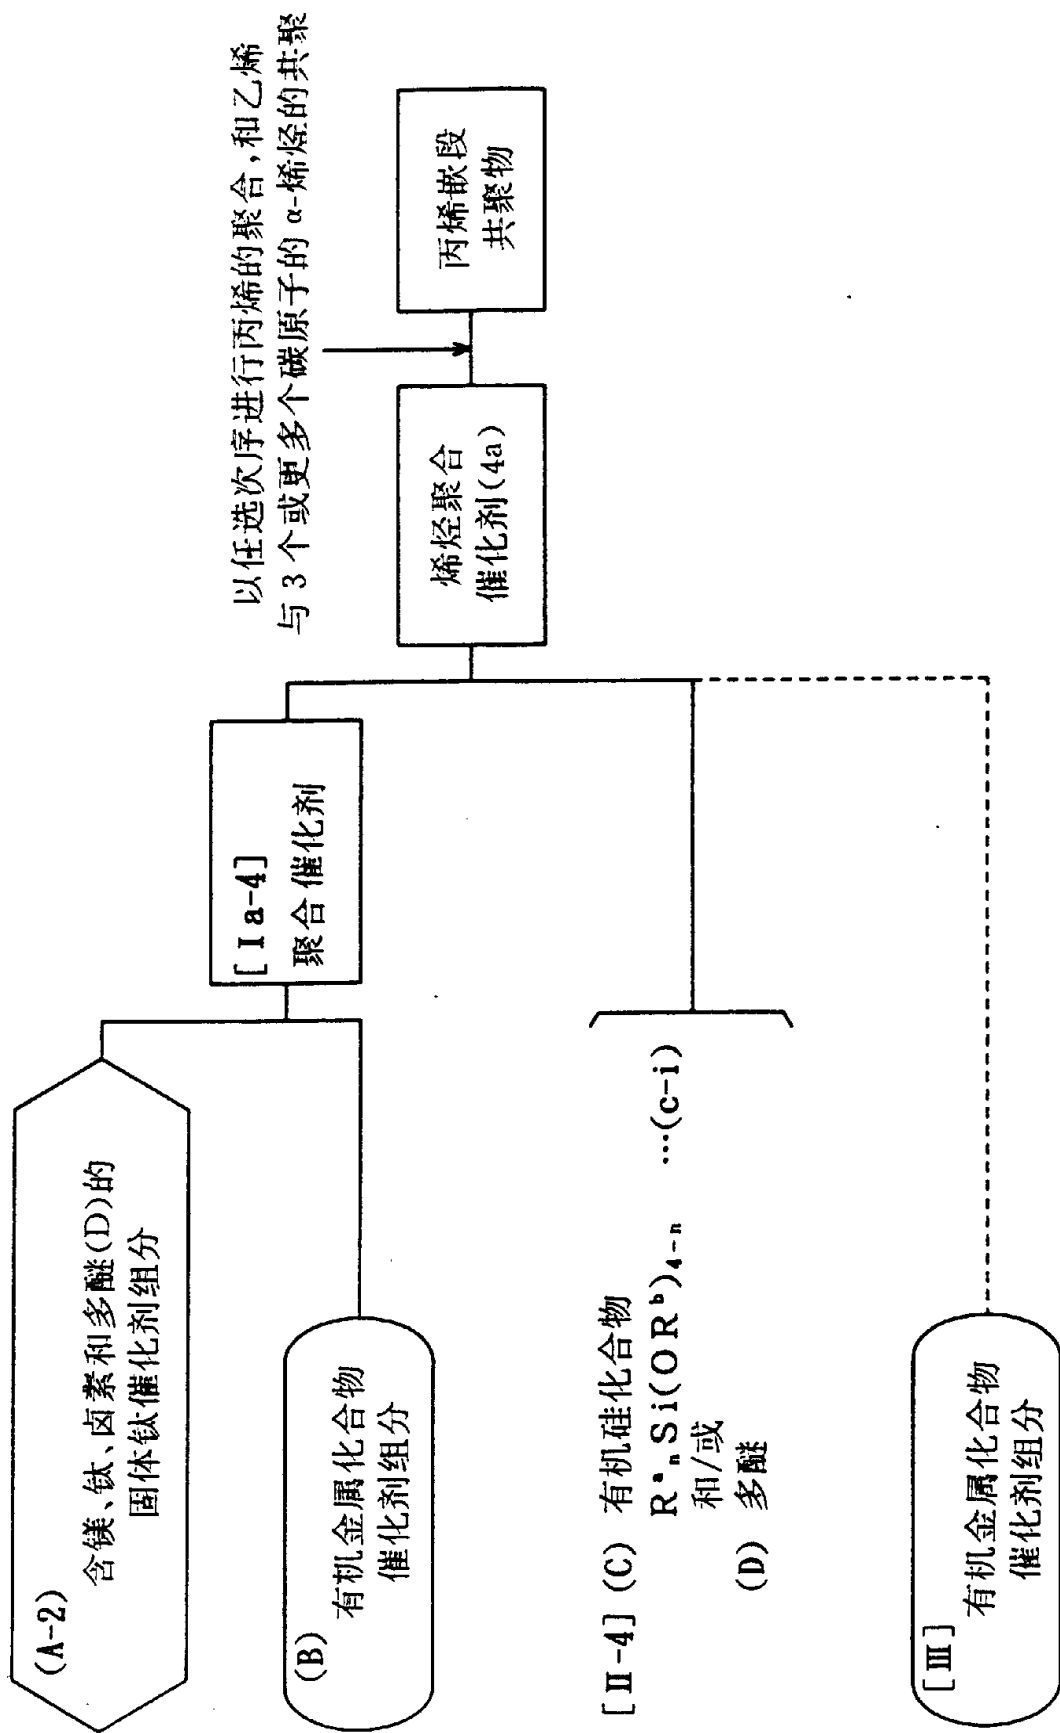 (A-2)
含镁、钛、卤素和多醚(D)的
固体钛催化剂组分
(B)
有机金属化合物
催化剂组分
[Ⅰa-4]
聚合催化剂
[Ⅱ-4] (C) 有机硅化合物
RᵃₙSi(ORᵇ)₄₋ₙ …(c-i)
和/或
(D) 多醚
[Ⅲ]
有机金属化合物
催化剂组分
烯烃聚合
催化剂(4a)
以任选次序进行丙烯的聚合,和乙烯
与3个或更多个碳原子的α-烯烃的共聚
丙烯嵌段
共聚物